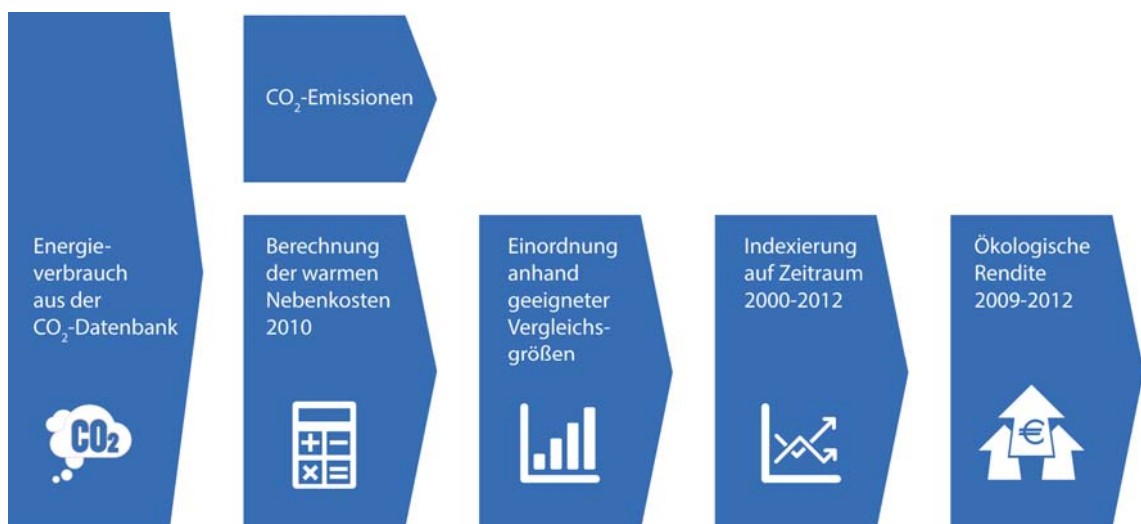 CO₂-Emissionen
Energie-
verbrauch
aus der
CO₂-Datenbank
Berechnung
der warmen
Nebenkosten
2010
Einordnung
anhand
geeigneter
Vergleichs-
größen
Indexierung
auf Zeitraum
2000-2012
Ökologische
Rendite
2009-2012
CO₂
+ −
× =
€